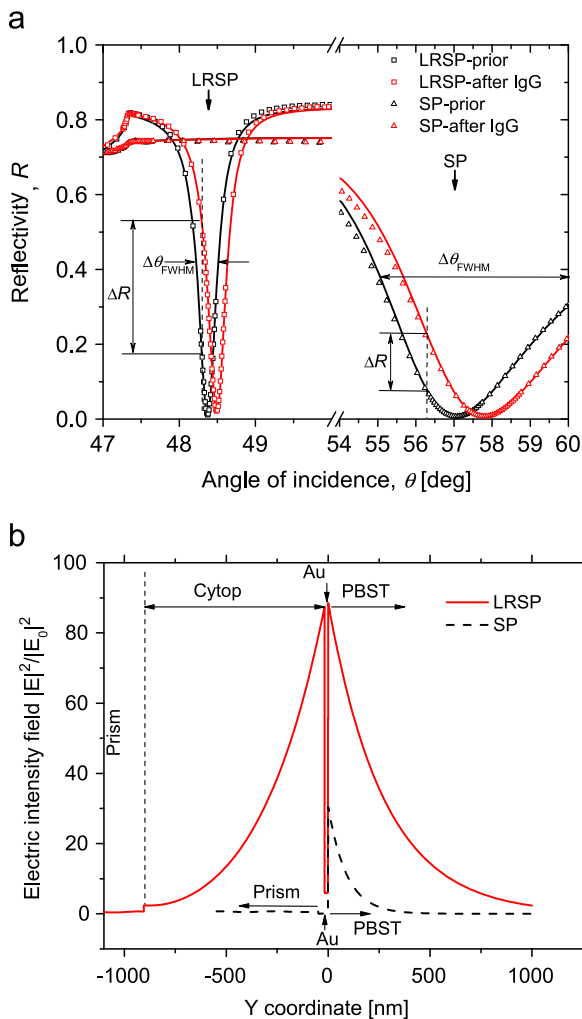 a
1.0
0.8
0.6
0.4
0.2
0.0
Reflectivity, R
LRSP
LRSP-prior
LRSP-after IgG
SP-prior
SP-after IgG
SP
ΔR
Δθ_FWHM
Δθ_FWHM
ΔR
47 48 49 54 55 56 57 58 59 60
Angle of incidence, θ [deg]
b
100
80
60
40
20
0
Electric intensity field |E|²/|E₀|²
Prism
Cytop
Au
PBST
LRSP
SP
Prism
Au
PBST
-1000 -500 0 500 1000
Y coordinate [nm]